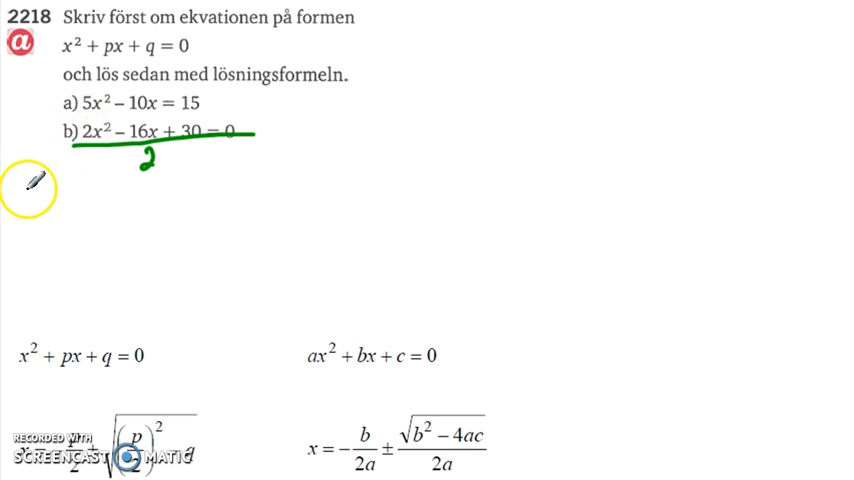 2218 Skriv först om ekvationen på formen
a x² + px + q = 0
och lös sedan med lösningsformeln.
a) 5x² – 10x = 15
b) 2x² – 16x + 30 = 0
2
x² + px + q = 0
ax² + bx + c = 0
x = -b/2a ± √(b² - 4ac)/2a
RECORDED WITH
SCREENCAST MATIC